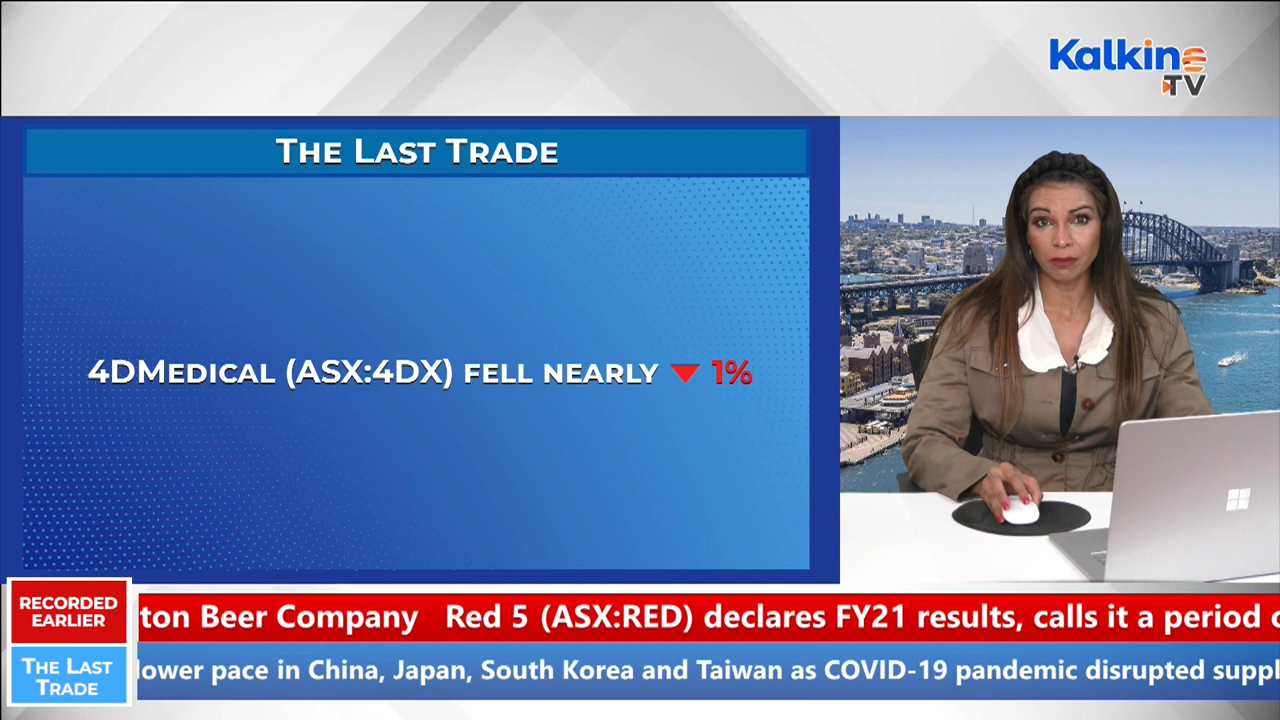 Kalkine
TV
THE LAST TRADE
4DMEDICAL (ASX:4DX) FELL NEARLY ▼ 1%
RECORDED
EARLIER
ton Beer Company Red 5 (ASX:RED) declares FY21 results, calls it a period
THE LAST
TRADE
lower pace in China, Japan, South Korea and Taiwan as COVID-19 pandemic disrupted suppl